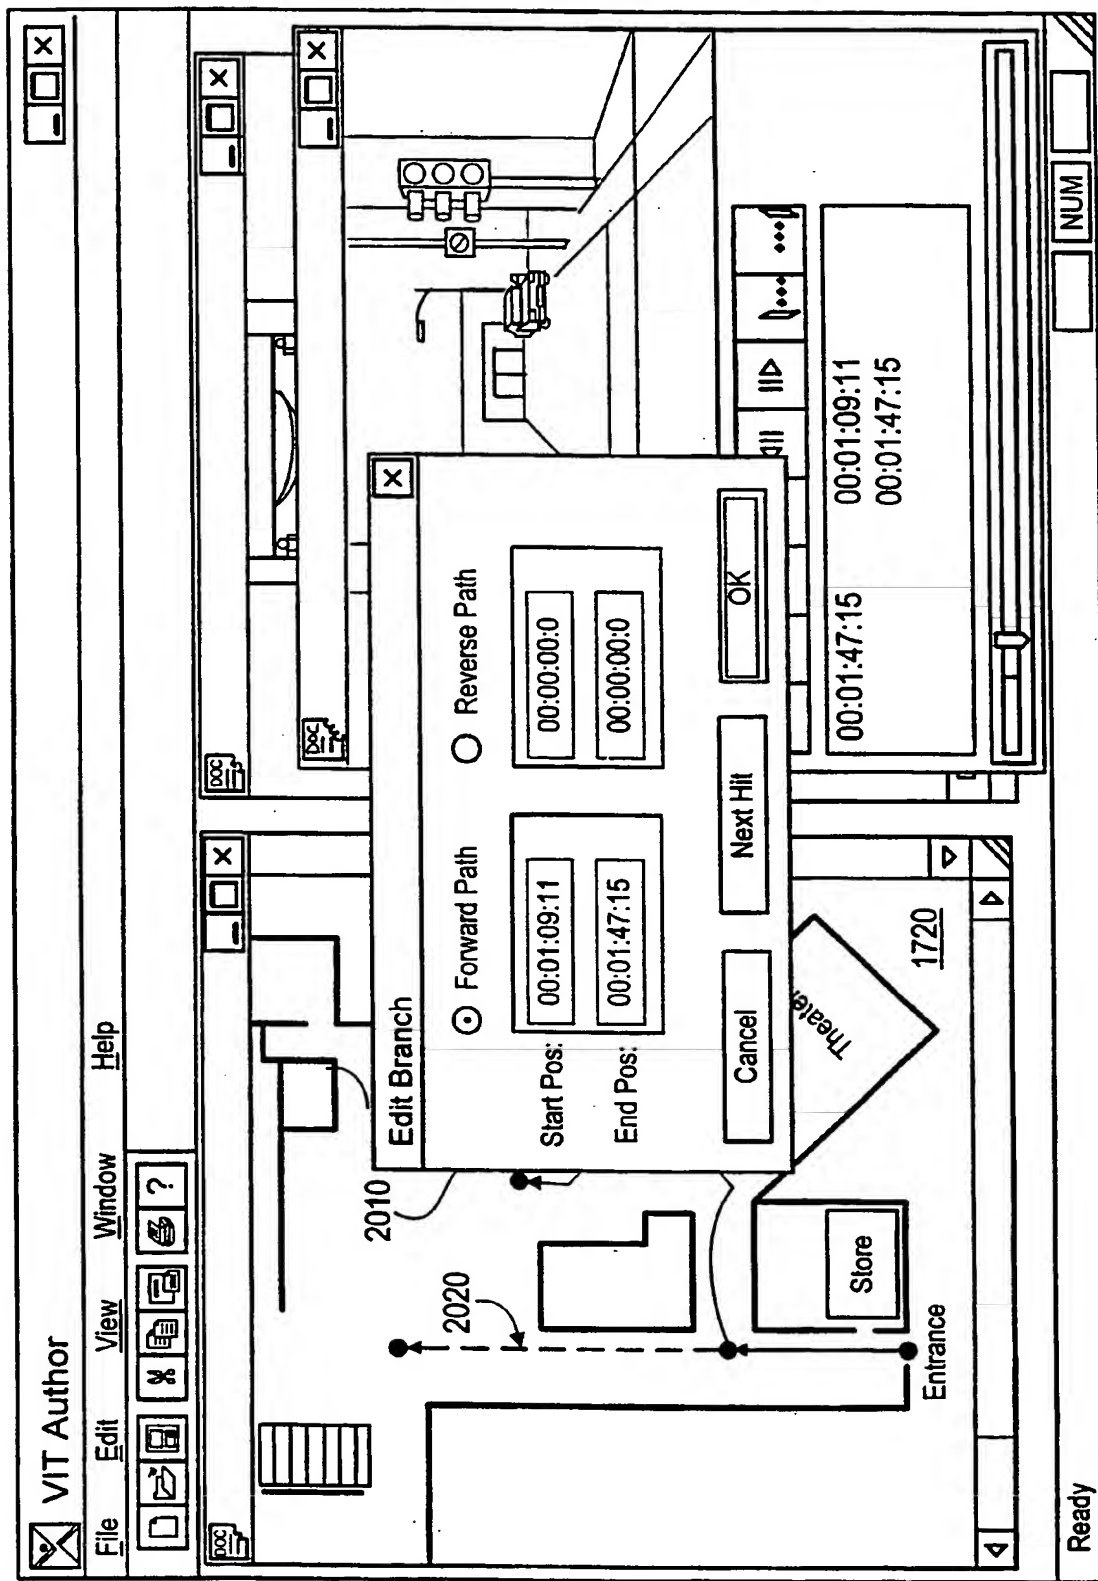 VIT Author
File Edit View Window Help
?
DOC
DOC
DOC
2010
2020
Store
Entrance
Theater
1720
Edit Branch
Forward Path
Reverse Path
Start Pos:
00:01:09:11
00:00:00:0
End Pos:
00:01:47:15
00:00:00:0
Cancel
Next Hit
OK
00:01:47:15
00:01:09:11
00:01:47:15
Ready
NUM